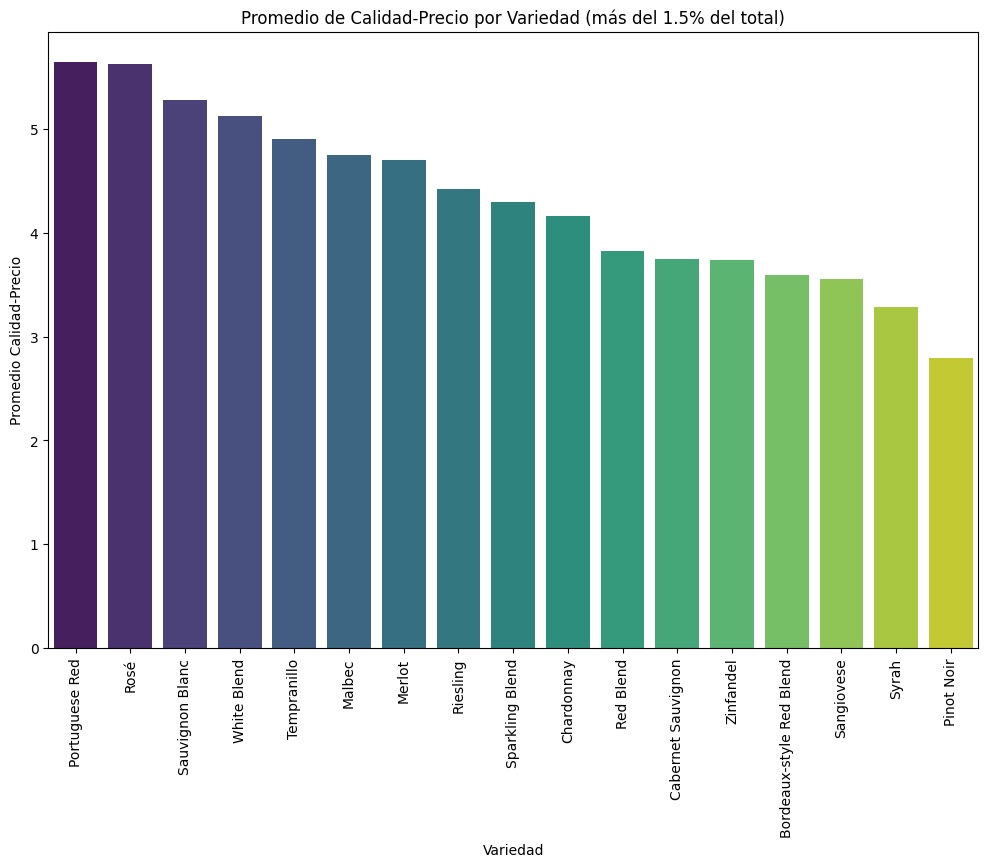 Promedio de Calidad-Precio por Variedad (más del 1.5% del total)
Promedio Calidad-Precio
5
4
3
2
1
0
Portuguese Red
Rosé
Sauvignon Blanc
White Blend
Tempranillo
Malbec
Merlot
Riesling
Sparkling Blend
Chardonnay
Red Blend
Cabernet Sauvignon
Zinfandel
Bordeaux-style Red Blend
Sangiovese
Syrah
Pinot Noir
Variedad